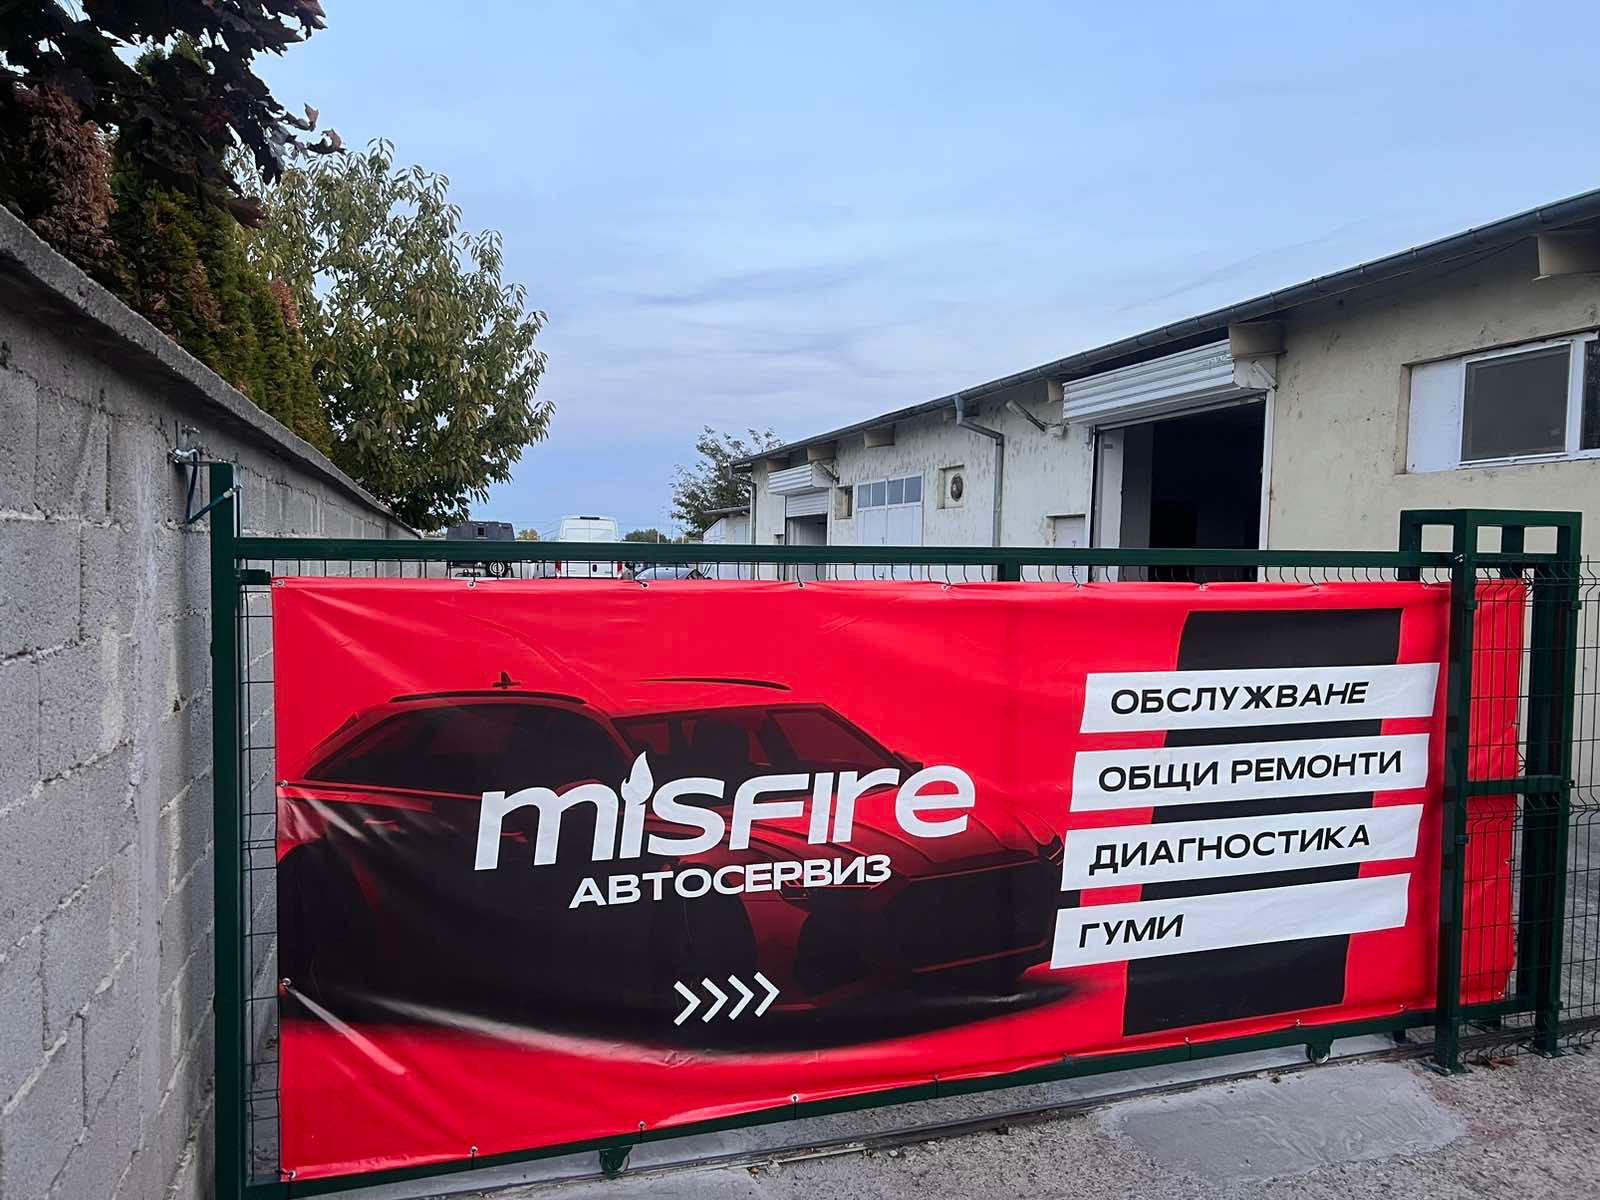 misfire
АВТОСЕРВИЗ
ОБСЛУЖВАНЕ
ОБЩИ РЕМОНТИ
ДИАГНОСТИКА
ГУМИ